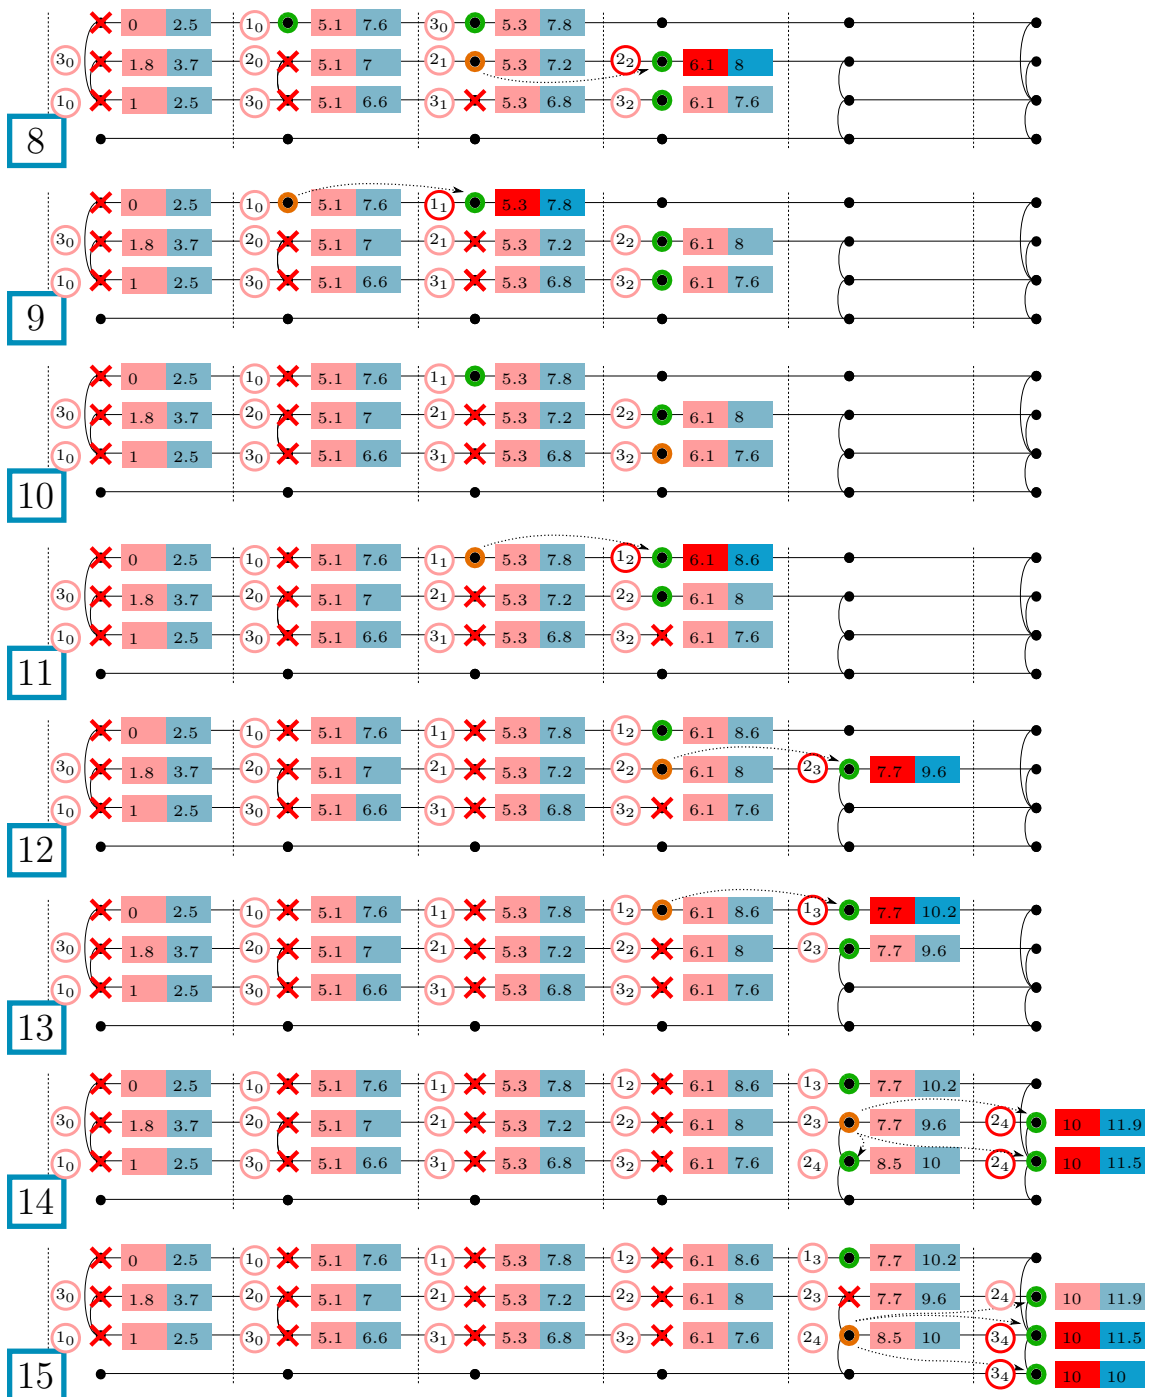 0 2.5 1₀ 5.1 7.6 3₀ 5.3 7.8
3₀ 1.8 3.7 2₀ 5.1 7 2₁ 5.3 7.2 2₂ 6.1 8
1₀ 1 2.5 3₀ 5.1 6.6 3₁ 5.3 6.8 3₂ 6.1 7.6
8
0 2.5 1₀ 5.1 7.6 1₁ 5.3 7.8
3₀ 1.8 3.7 2₀ 5.1 7 2₁ 5.3 7.2 2₂ 6.1 8
1₀ 1 2.5 3₀ 5.1 6.6 3₁ 5.3 6.8 3₂ 6.1 7.6
9
0 2.5 1₀ 5.1 7.6 1₁ 5.3 7.8
3₀ 1.8 3.7 2₀ 5.1 7 2₁ 5.3 7.2 2₂ 6.1 8
1₀ 1 2.5 3₀ 5.1 6.6 3₁ 5.3 6.8 3₂ 6.1 7.6
10
0 2.5 1₀ 5.1 7.6 1₁ 5.3 7.8 1₂ 6.1 8.6
3₀ 1.8 3.7 2₀ 5.1 7 2₁ 5.3 7.2 2₂ 6.1 8
1₀ 1 2.5 3₀ 5.1 6.6 3₁ 5.3 6.8 3₂ 6.1 7.6
11
0 2.5 1₀ 5.1 7.6 1₁ 5.3 7.8 1₂ 6.1 8.6
3₀ 1.8 3.7 2₀ 5.1 7 2₁ 5.3 7.2 2₂ 6.1 8 2₃ 7.7 9.6
1₀ 1 2.5 3₀ 5.1 6.6 3₁ 5.3 6.8 3₂ 6.1 7.6
12
0 2.5 1₀ 5.1 7.6 1₁ 5.3 7.8 1₂ 6.1 8.6 1₃ 7.7 10.2
3₀ 1.8 3.7 2₀ 5.1 7 2₁ 5.3 7.2 2₂ 6.1 8 2₃ 7.7 9.6
1₀ 1 2.5 3₀ 5.1 6.6 3₁ 5.3 6.8 3₂ 6.1 7.6
13
0 2.5 1₀ 5.1 7.6 1₁ 5.3 7.8 1₂ 6.1 8.6 1₃ 7.7 10.2
3₀ 1.8 3.7 2₀ 5.1 7 2₁ 5.3 7.2 2₂ 6.1 8 2₃ 7.7 9.6 2₄ 10 11.9
1₀ 1 2.5 3₀ 5.1 6.6 3₁ 5.3 6.8 3₂ 6.1 7.6 2₄ 8.5 10 2₄ 10 11.5
14
0 2.5 1₀ 5.1 7.6 1₁ 5.3 7.8 1₂ 6.1 8.6 1₃ 7.7 10.2
3₀ 1.8 3.7 2₀ 5.1 7 2₁ 5.3 7.2 2₂ 6.1 8 2₃ 7.7 9.6 2₄ 10 11.9
1₀ 1 2.5 3₀ 5.1 6.6 3₁ 5.3 6.8 3₂ 6.1 7.6 2₄ 8.5 10 3₄ 10 11.5
15 3₄ 10 10